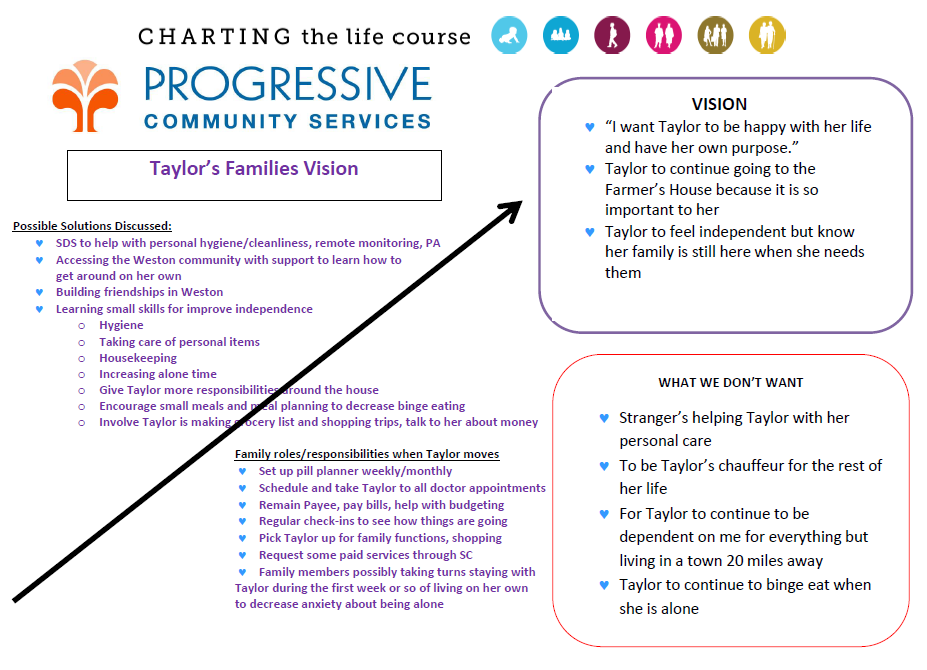 CHARTING the life course
PROGRESSIVE
COMMUNITY SERVICES
Taylor's Families Vision
Possible Solutions Discussed:
♥ SDS to help with personal hygiene/cleanliness, remote monitoring, PA
♥ Accessing the Weston community with support to learn how to
get around on her own
♥ Building friendships in Weston
♥ Learning small skills for improve independence
o Hygiene
o Taking care of personal items
o Housekeeping
o Increasing alone time
o Give Taylor more responsibilities around the house
o Encourage small meals and meal planning to decrease binge eating
o Involve Taylor is making grocery list and shopping trips, talk to her about money
Family roles/responsibilities when Taylor moves
♥ Set up pill planner weekly/monthly
♥ Schedule and take Taylor to all doctor appointments
♥ Remain Payee, pay bills, help with budgeting
♥ Regular check-ins to see how things are going
♥ Pick Taylor up for family functions, shopping
♥ Request some paid services through SC
♥ Family members possibly taking turns staying with
Taylor during the first week or so of living on her own
to decrease anxiety about being alone
VISION
♥ “I want Taylor to be happy with her life
and have her own purpose.”
♥ Taylor to continue going to the
Farmer’s House because it is so
important to her
♥ Taylor to feel independent but know
her family is still here when she needs
them
WHAT WE DON’T WANT
♥ Stranger’s helping Taylor with her
personal care
♥ To be Taylor’s chauffeur for the rest of
her life
♥ For Taylor to continue to be
dependent on me for everything but
living in a town 20 miles away
♥ Taylor to continue to binge eat when
she is alone